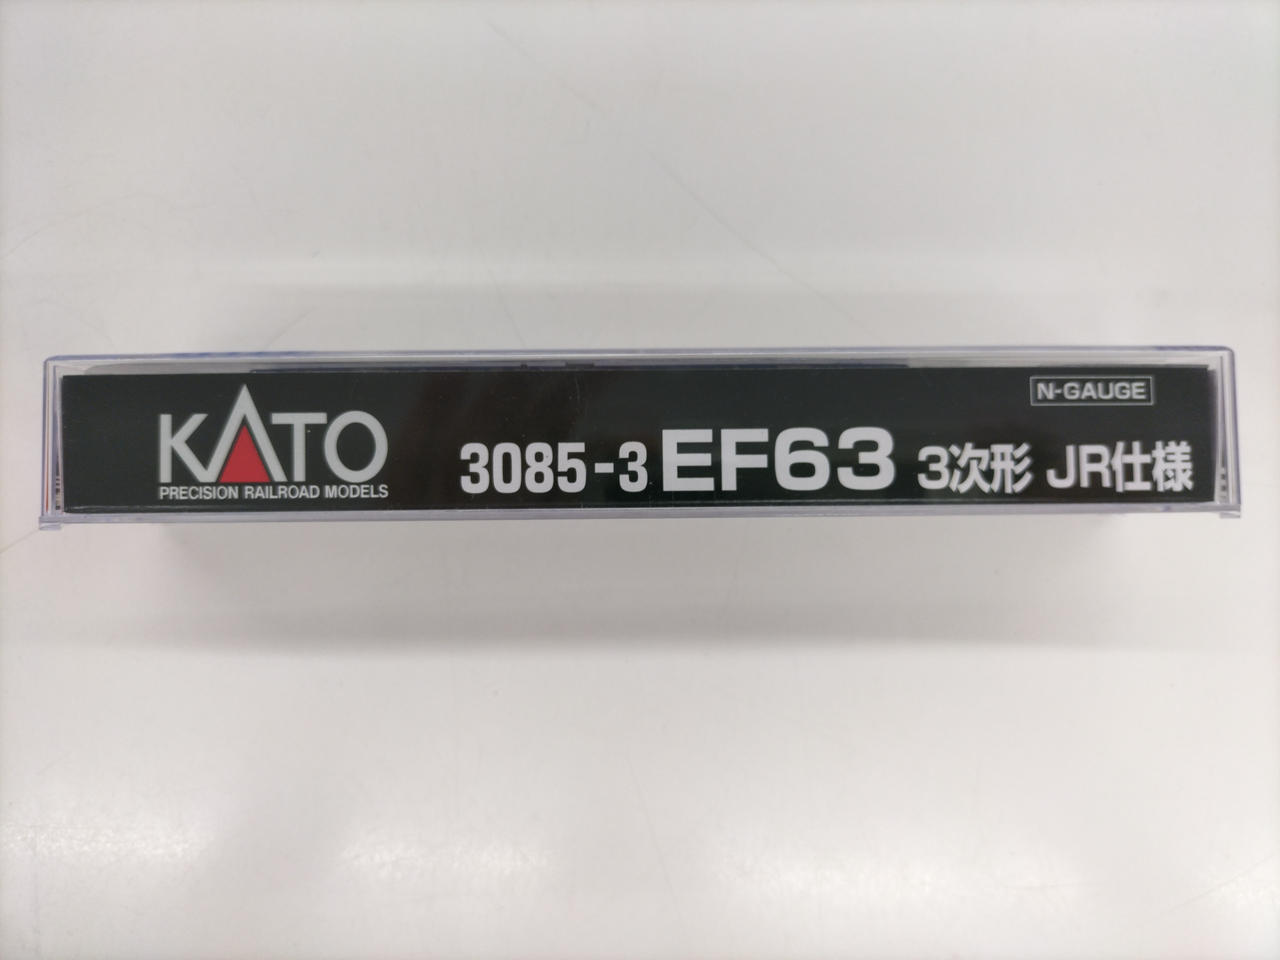 N-GAUGE
KATO
PRECISION RAILROAD MODELS
3085-3 EF63 3次形 JR仕様